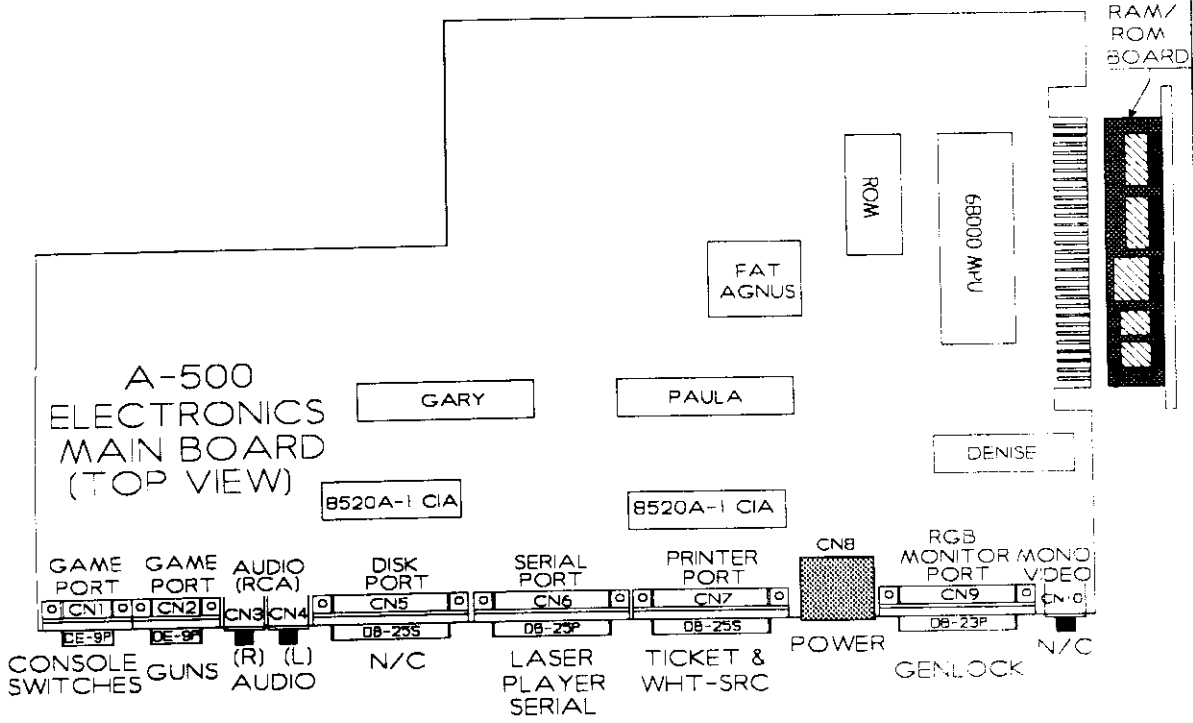 RAM/
ROM
BOARD
ROM
68000 MPU
FAT
AGNUS
A-500
ELECTRONICS
MAIN BOARD
(TOP VIEW)
GARY
PAULA
DENISE
8520A-1 CIA
8520A-1 CIA
GAME
PORT
CN1
DE-9P
CONSOLE
SWITCHES
GAME
PORT
CN2
DE-9P
GUNS
AUDIO
(RCA)
CN3
CN4
(R)
(L)
AUDIO
DISK
PORT
CN5
DB-25S
N/C
SERIAL
PORT
CN6
DB-25P
LASER
PLAYER
SERIAL
PRINTER
PORT
CN7
DB-25S
TICKET &
WHT-SRC
CN8
POWER
RGB
MONITOR
PORT
CN9
DB-23P
GENLOCK
MONO
VIDEO
CN10
N/C